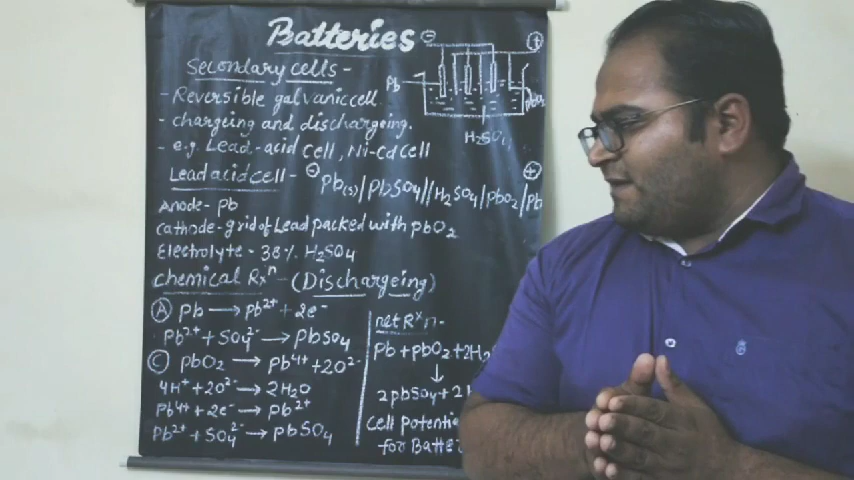 Batteries
Secondary cells -
- Reversible galvanic cell
- chargeing and dischargeing.
- e.g. Lead-acid cell, Ni-Cd cell
⊖ ⊕
Pb
H₂SO₄
Lead acid cell - ⊖ Pb(s)/PbSO₄//H₂SO₄/PbO₂/Pb ⊕
Anode - Pb
cathode - grid of Lead packed with PbO₂
Electrolyte - 38% H₂SO₄
chemical Rxⁿ - (Dischargeing)
Ⓐ Pb → Pb²⁺ + 2e⁻
Pb²⁺ + SO₄²⁻ → PbSO₄
Ⓒ PbO₂ → Pb⁴⁺ + 2O²⁻
4H⁺ + 2O²⁻ → 2H₂O
Pb⁴⁺ + 2e⁻ → Pb²⁺
Pb²⁺ + SO₄²⁻ → PbSO₄
net Rxn -
Pb + PbO₂ + 2H₂
↓
2PbSO₄ + 2
Cell Potentia
for Batte